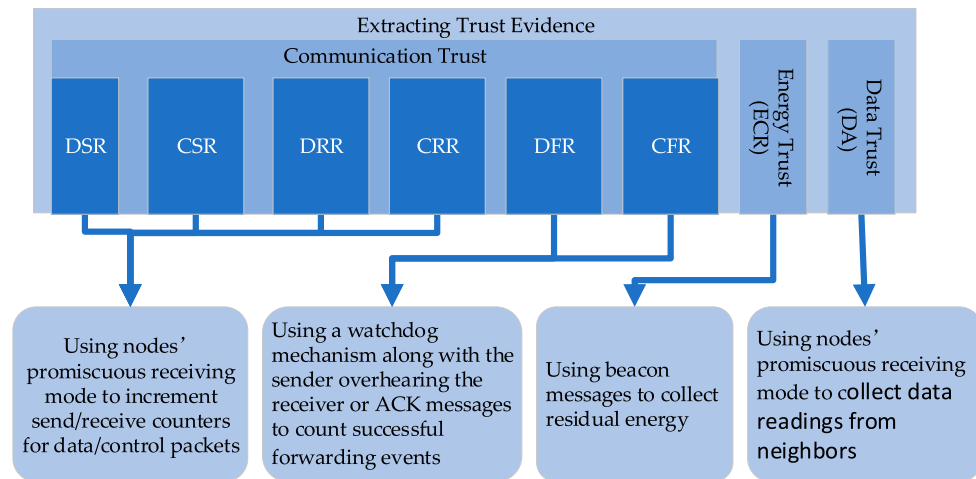 Extracting Trust Evidence
Communication Trust
DSR
CSR
DRR
CRR
DFR
CFR
Energy Trust
(ECR)
Data Trust
(DA)
Using nodes’
promiscuous receiving
mode to increment
send/receive counters
for data/control packets
Using a watchdog
mechanism along with the
sender overhearing the
receiver or ACK messages
to count successful
forwarding events
Using beacon
messages to collect
residual energy
Using nodes’
promiscuous receiving
mode to collect data
readings from
neighbors